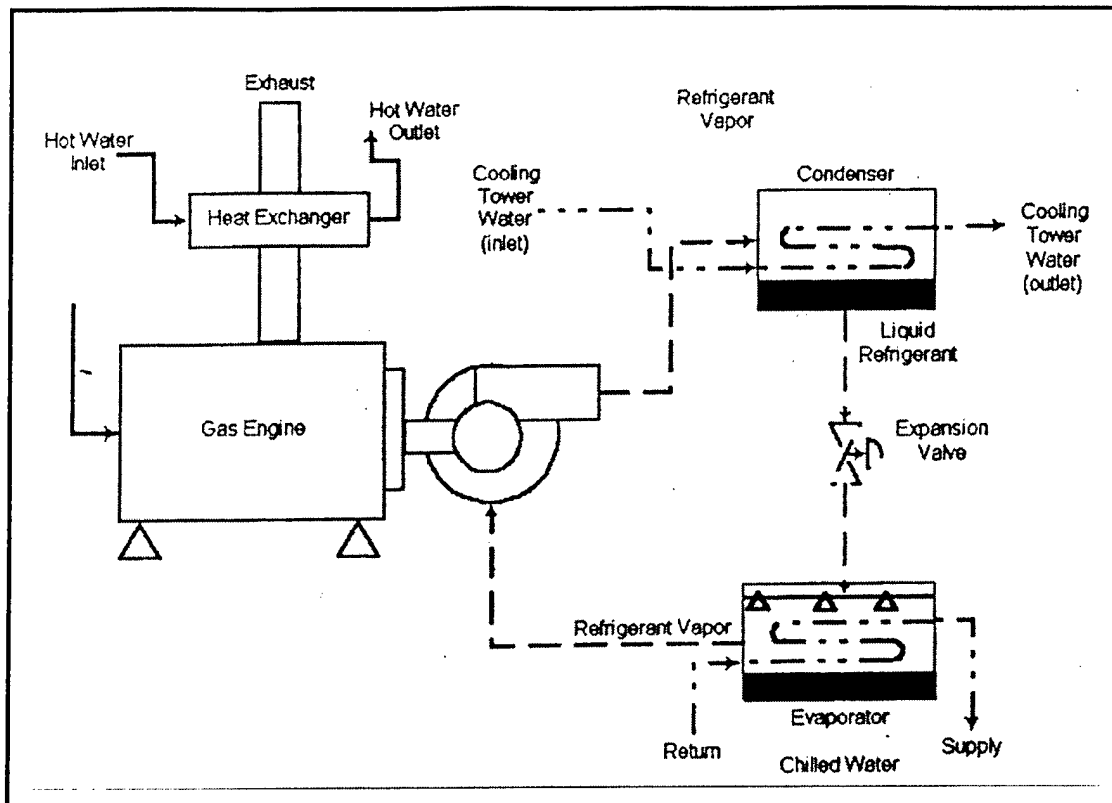 Exhaust
Hot Water
Outlet
Refrigerant
Vapor
Hot Water
Inlet
Cooling
Tower
Water
(inlet)
Condenser
Heat Exchanger
Cooling
Tower
Water
(outlet)
Liquid
Refrigerant
Gas Engine
Expansion
Valve
Refrigerant Vapor
Evaporator
Return
Supply
Chilled Water